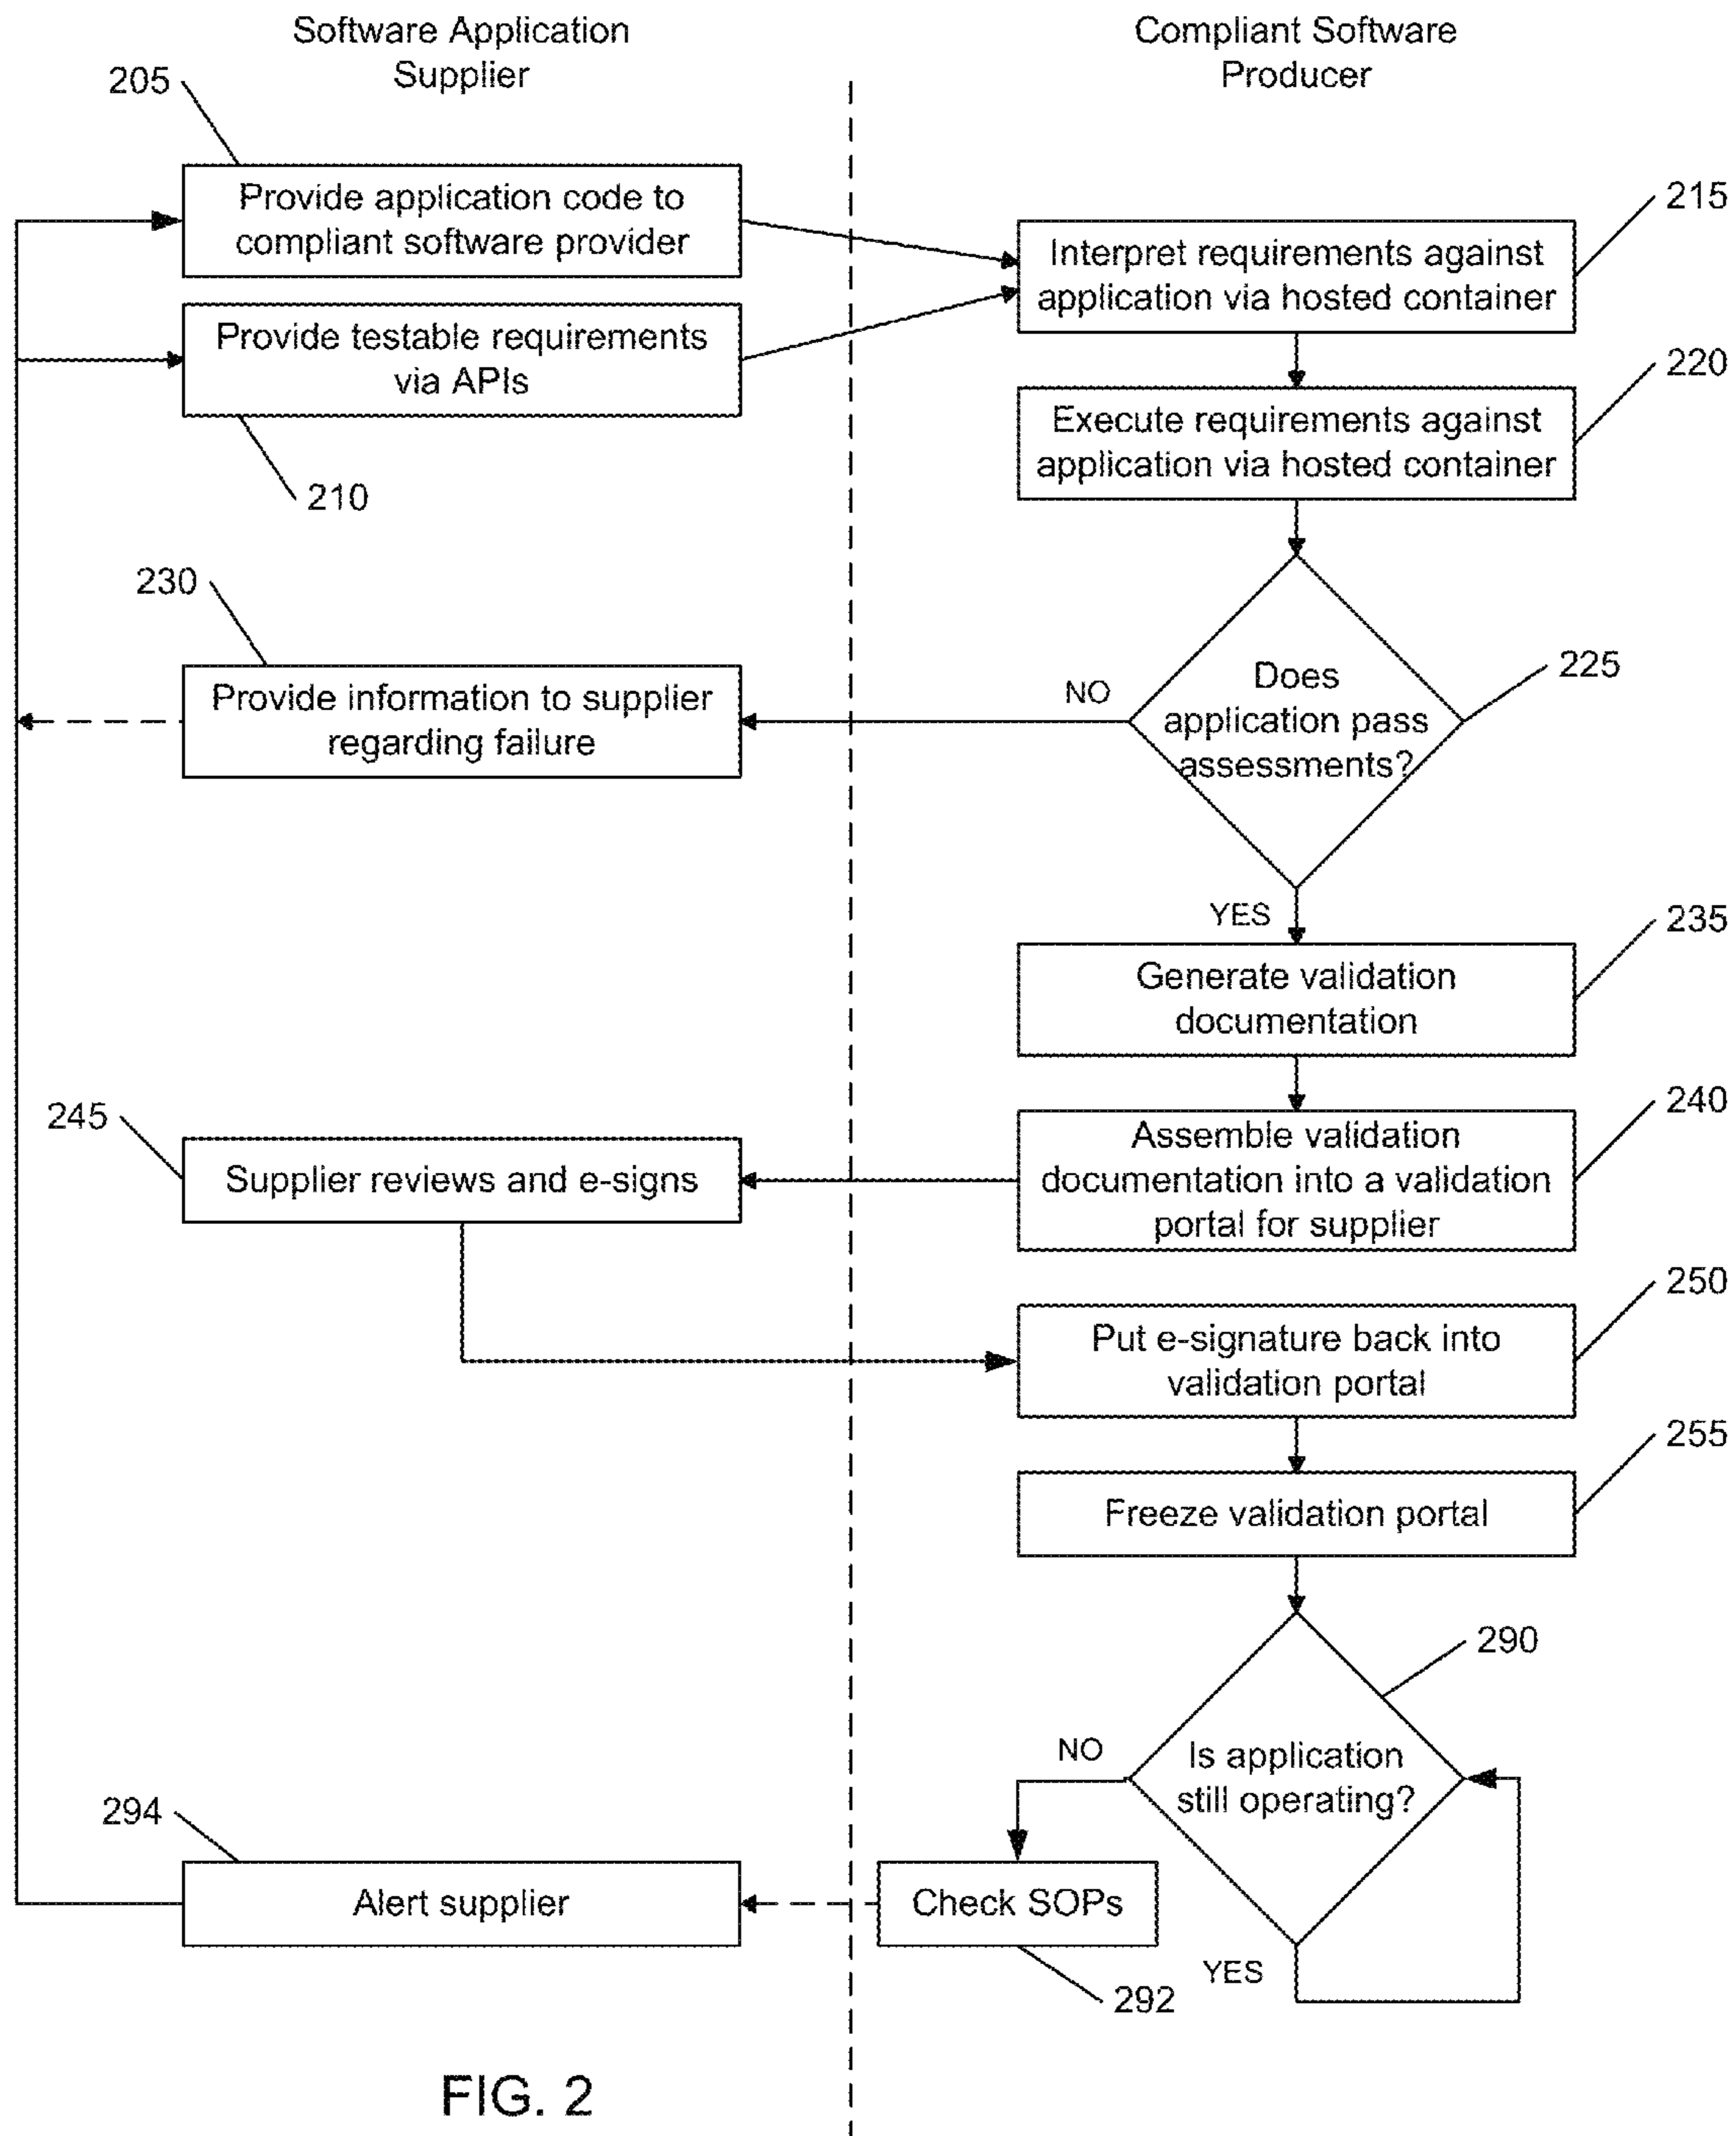 Software Application
Supplier
Compliant Software
Producer
205
Provide application code to
compliant software provider
215
Interpret requirements against
application via hosted container
Provide testable requirements
via APIs
210
220
Execute requirements against
application via hosted container
230
Provide information to supplier
regarding failure
NO
Does
application pass
assessments?
225
YES
235
Generate validation
documentation
240
Assemble validation
documentation into a validation
portal for supplier
245
Supplier reviews and e-signs
250
Put e-signature back into
validation portal
255
Freeze validation portal
290
NO
Is application
still operating?
294
Alert supplier
Check SOPs
292
YES
FIG. 2